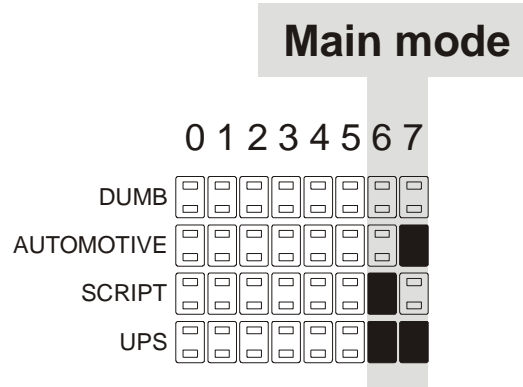 Main mode
0 1 2 3 4 5 6 7
DUMB
AUTOMOTIVE
SCRIPT
UPS